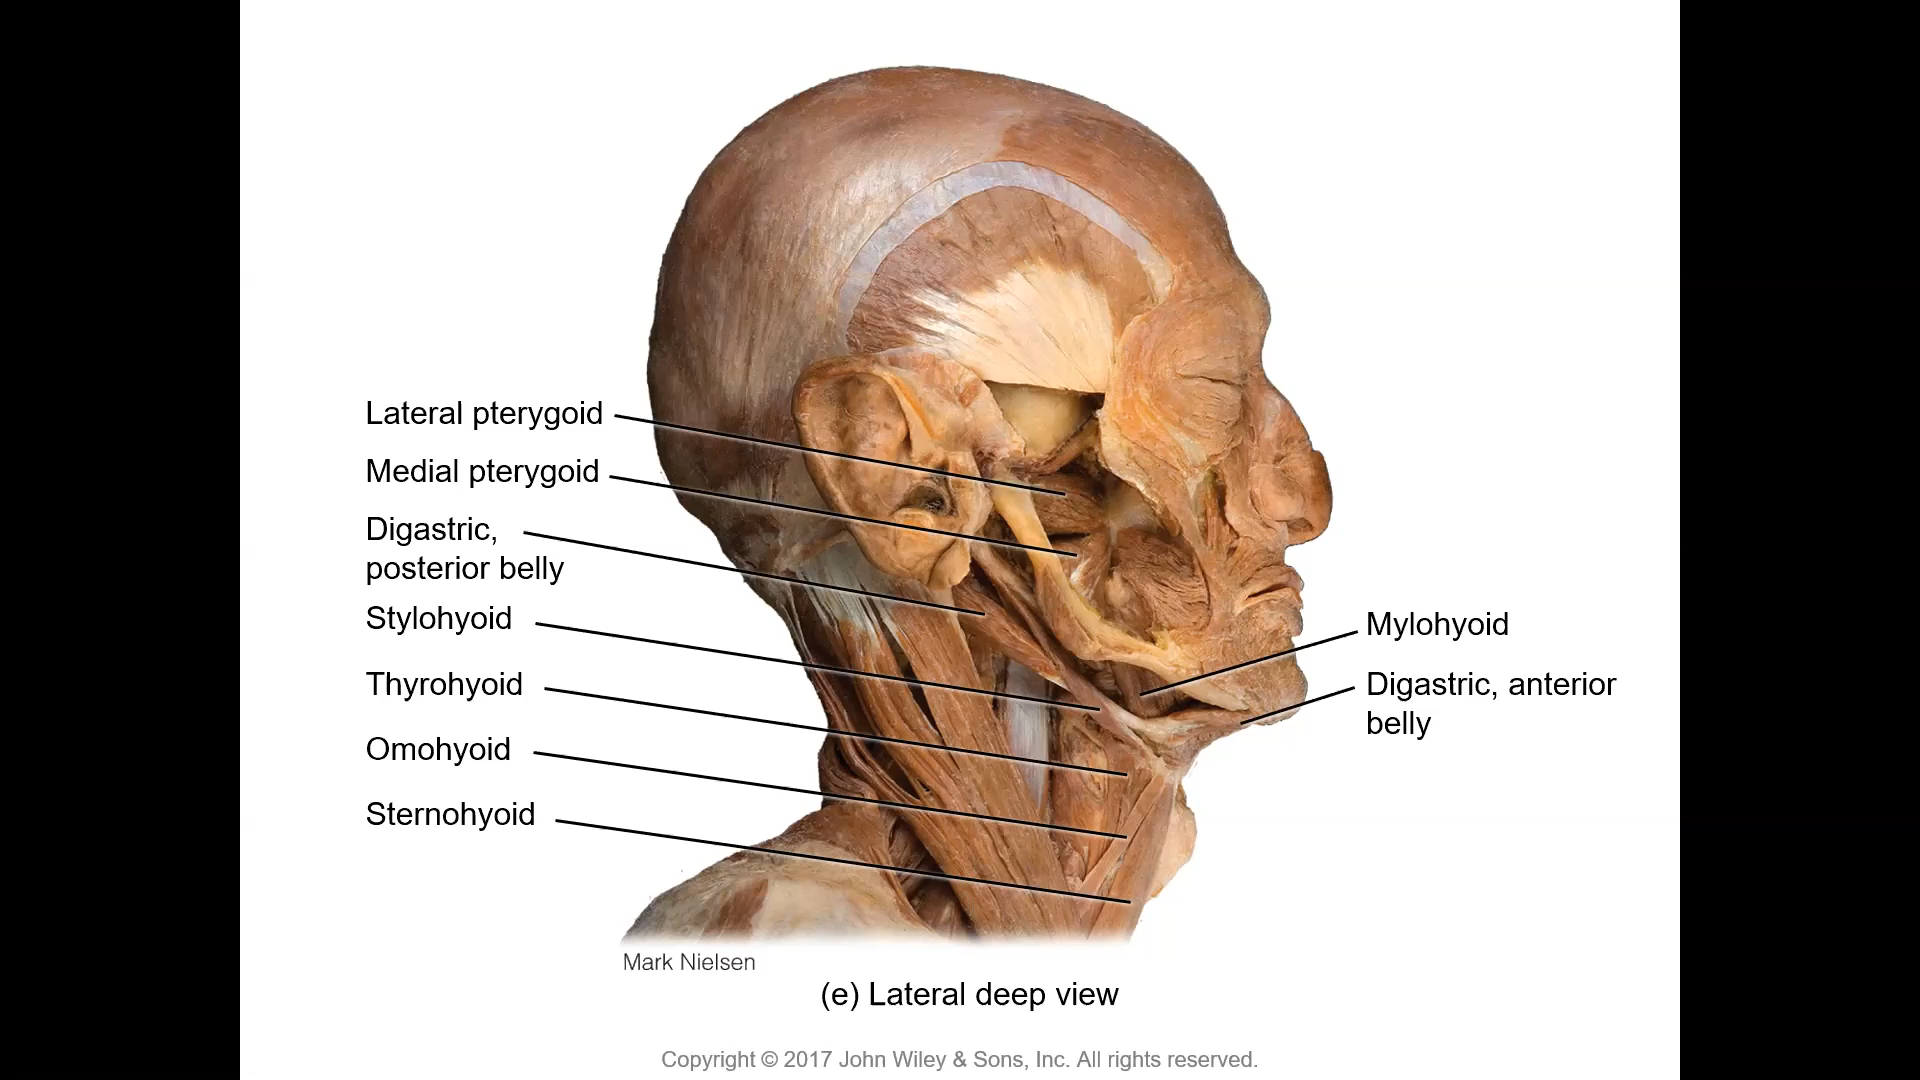 Lateral pterygoid
Medial pterygoid
Digastric,
posterior belly
Stylohyoid
Thyrohyoid
Omohyoid
Sternohyoid
Mylohyoid
Digastric, anterior
belly
Mark Nielsen
(e) Lateral deep view
Copyright © 2017 John Wiley & Sons, Inc. All rights reserved.